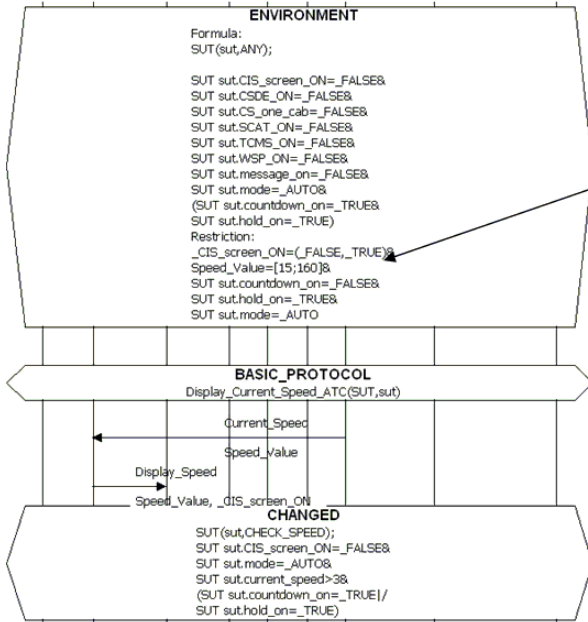 ENVIRONMENT
Formula:
SUT(sut,ANY);
SUT sut.CIS_screen_ON=_FALSE&
SUT sut.CSDE_ON=_FALSE&
SUT sut.CS_one_cab=_FALSE&
SUT sut.SCAT_ON=_FALSE&
SUT sut.TCMS_ON=_FALSE&
SUT sut.WSP_ON=_FALSE&
SUT sut.message_on=_FALSE&
SUT sut.mode=_AUTO&
(SUT sut.countdown_on=_TRUE&
SUT sut.hold_on=_TRUE)
Restriction:
_CIS_screen_ON=(_FALSE,_TRUE)&
Speed_Value=[15;160]&
SUT sut.countdown_on=_FALSE&
SUT sut.hold_on=_TRUE&
SUT sut.mode=_AUTO
BASIC_PROTOCOL
Display_Current_Speed_ATC(SUT,sut)
Current_Speed
Speed_Value
Display_Speed
Speed_Value, _CIS_screen_ON
CHANGED
SUT(sut,CHECK_SPEED);
SUT sut.CIS_screen_ON=_FALSE&
SUT sut.mode=_AUTO&
SUT sut.current_speed>3&
(SUT sut.countdown_on=_TRUE|/
SUT sut.hold_on=_TRUE)